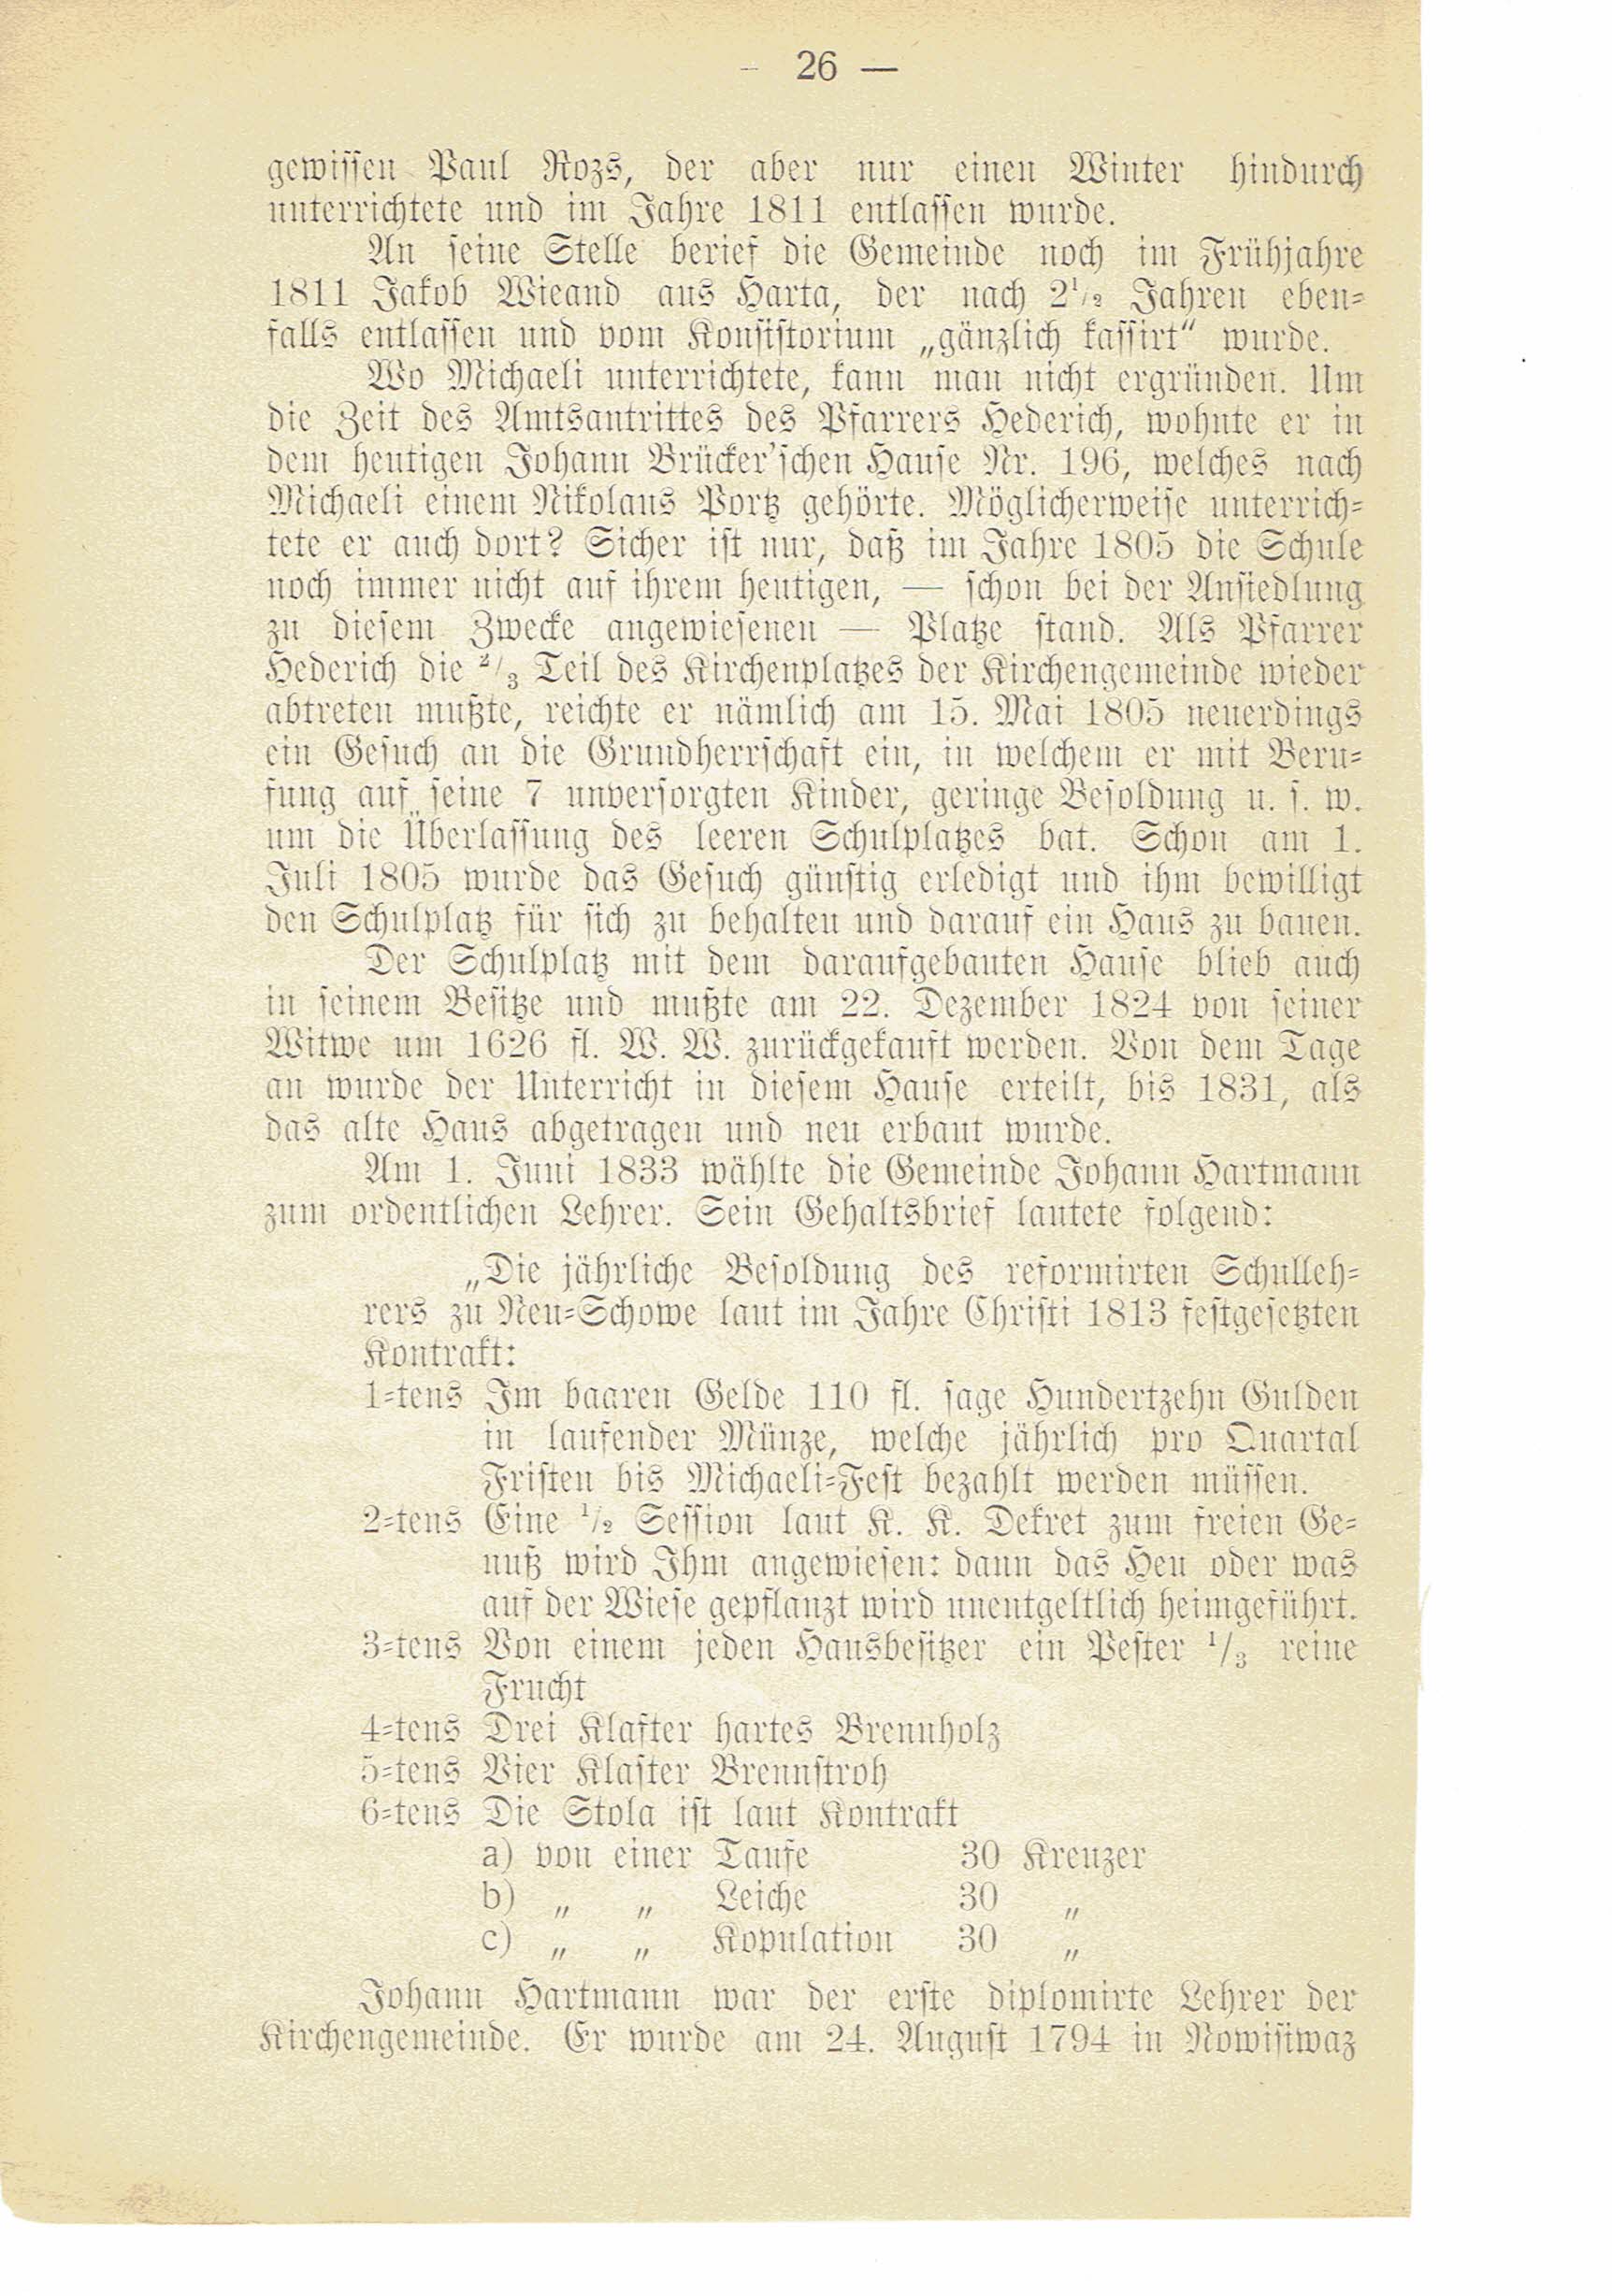 — 26 —
gewissen Paul Rozs, der aber nur einen Winter hindurch
unterrichtete und im Jahre 1811 entlassen wurde.
An seine Stelle berief die Gemeinde noch im Frühjahre
1811 Jakob Wieand aus Harta, der nach 2 1/2 Jahren eben-
falls entlassen und vom Konsistorium „gänzlich kassirt“ wurde.
Wo Michaeli unterrichtete, kann man nicht ergründen. Um
die Zeit des Amtsantrittes des Pfarrers Hederich, wohnte er in
dem heutigen Johann Brücker'schen Hause Nr. 196, welches nach
Michaeli einem Nikolaus Portz gehörte. Möglicherweise unterrich-
tete er auch dort? Sicher ist nur, daß im Jahre 1805 die Schule
noch immer nicht auf ihrem heutigen, — schon bei der Ansiedlung
zu diesem Zwecke angewiesenen — Platze stand. Als Pfarrer
Hederich die 2/3 Teil des Kirchenplatzes der Kirchengemeinde wieder
abtreten mußte, reichte er nämlich am 15. Mai 1805 neuerdings
ein Gesuch an die Grundherrschaft ein, in welchem er mit Beru-
fung auf seine 7 unversorgten Kinder, geringe Besoldung u. s. w.
um die Überlassung des leeren Schulplatzes bat. Schon am 1.
Juli 1805 wurde das Gesuch günstig erledigt und ihm bewilligt
den Schulplatz für sich zu behalten und darauf ein Haus zu bauen.
Der Schulplatz mit dem daraufgebauten Hause blieb auch
in seinem Besitze und mußte am 22. Dezember 1824 von seiner
Witwe um 1626 fl. W. W. zurückgekauft werden. Von dem Tage
an wurde der Unterricht in diesem Hause erteilt, bis 1831, als
das alte Haus abgetragen und neu erbaut wurde.
Am 1. Juni 1833 wählte die Gemeinde Johann Hartmann
zum ordentlichen Lehrer. Sein Gehaltsbrief lautete folgend:
„Die jährliche Besoldung des reformirten Schulleh-
rers zu Neu-Schowe laut im Jahre Christi 1813 festgesetzten
Kontrakt:
1-tens Im baaren Gelde 110 fl. sage Hundertzehn Gulden
in laufender Münze, welche jährlich pro Quartal
Fristen bis Michaeli-Fest bezahlt werden müssen.
2-tens Eine 1/2 Session laut K. K. Dekret zum freien Ge-
nuß wird Ihm angewiesen: dann das Heu oder was
auf der Wiese gepflanzt wird unentgeltlich heimgeführt.
3-tens Von einem jeden Hausbesitzer ein Pester 1/3 reine
Frucht
4-tens Drei Klafter hartes Brennholz
5-tens Vier Klafter Brennstroh
6-tens Die Stola ist laut Kontrakt
a) von einer Taufe 30 Kreuzer
b) „ „ Leiche 30 „
c) „ „ Kopulation 30 „
Johann Hartmann war der erste diplomirte Lehrer der
Kirchengemeinde. Er wurde am 24. August 1794 in Nowisiwaz